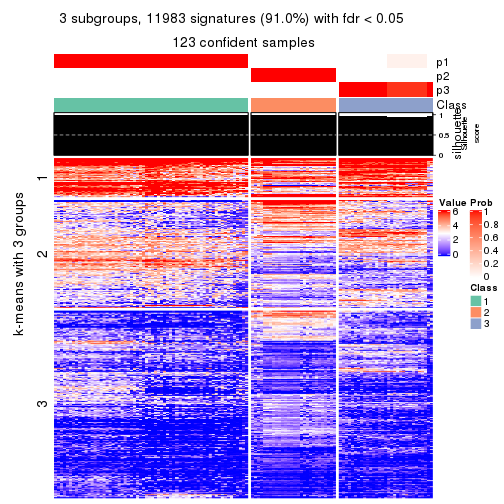 3 subgroups, 11983 signatures (91.0%) with fdr < 0.05
123 confident samples
p1
p2
p3
Class
silhouette
1
0.5
0
Silhouette
score
k-means with 3 groups
1
2
3
Value
6
4
2
0
Prob
1
0.8
0.6
0.4
0.2
0
Class
1
2
3